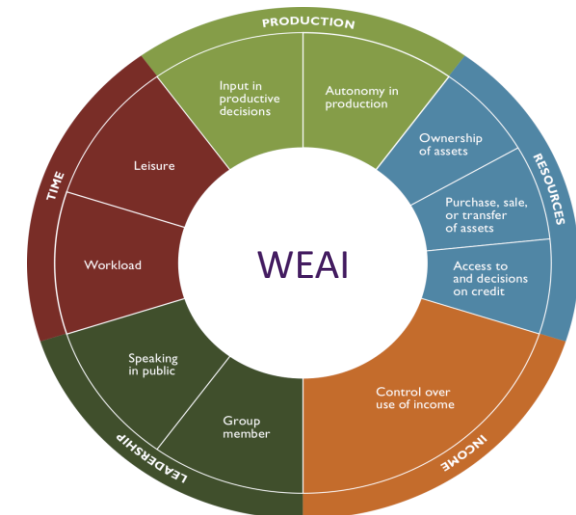 PRODUCTION
Input in
productive
decisions
Autonomy in
production
Ownership
of assets
RESOURCES
Purchase, sale,
or transfer
of assets
Access to
and decisions
on credit
Control over
use of income
INCOME
Group
member
Speaking
in public
LEADERSHIP
Workload
Leisure
TIME
WEAI